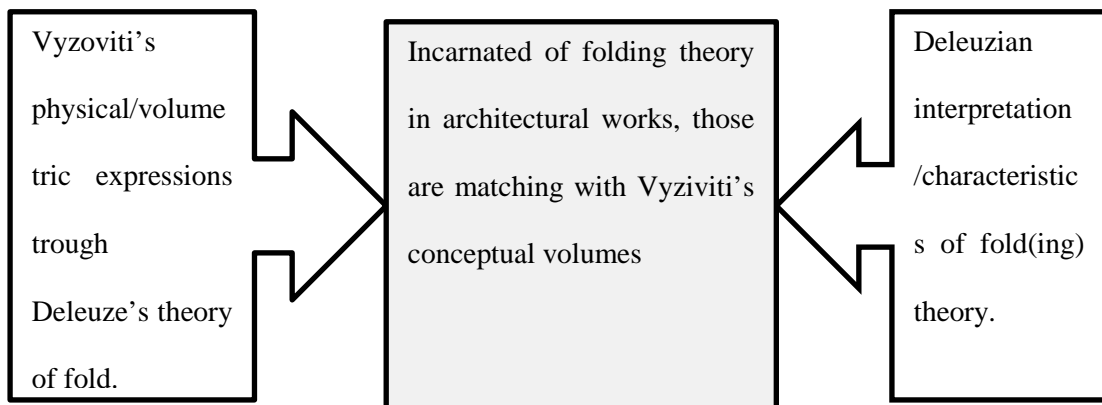 Vyzoviti’s
physical/volume
tric expressions
trough
Deleuze’s theory
of fold.
Incarnated of folding theory
in architectural works, those
are matching with Vyziviti’s
conceptual volumes
Deleuzian
interpretation
/characteristic
s of fold(ing)
theory.